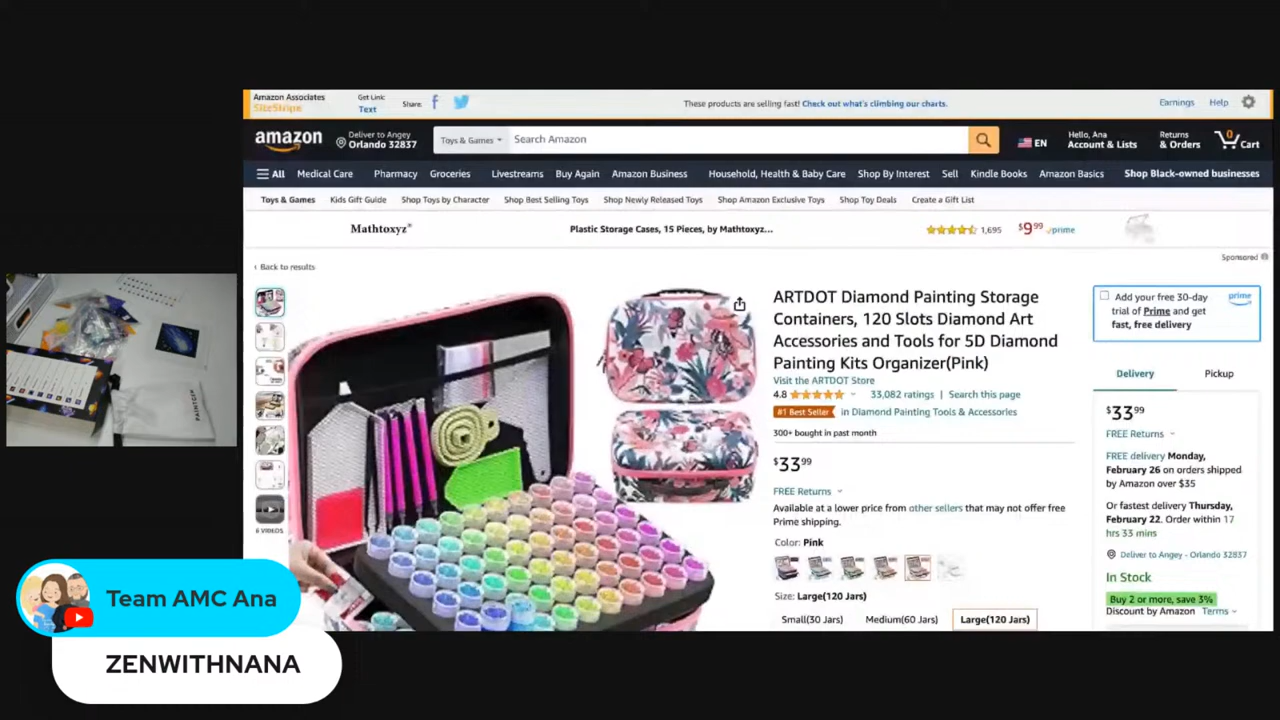 Amazon Associates
SiteStripe
Get Link:
Text
Share:
These products are selling fast! Check out what's climbing our charts.
Earnings
Help
amazon
Deliver to Angey
Orlando 32837
Toys & Games
Search Amazon
EN
Hello, Ana
Account & Lists
Returns
& Orders
0
Cart
All
Medical Care
Pharmacy
Groceries
Livestreams
Buy Again
Amazon Business
Household, Health & Baby Care
Shop By Interest
Sell
Kindle Books
Amazon Basics
Shop Black-owned businesses
Toys & Games
Kids Gift Guide
Shop Toys by Character
Shop Best Selling Toys
Shop Newly Released Toys
Shop Amazon Exclusive Toys
Shop Toy Deals
Create a Gift List
Mathtoxyz®
Plastic Storage Cases, 15 Pieces, by Mathtoxyz...
1,695
$9.99 prime
Sponsored
‹ Back to results
6 VIDEOS
ARTDOT Diamond Painting Storage
Containers, 120 Slots Diamond Art
Accessories and Tools for 5D Diamond
Painting Kits Organizer(Pink)
Visit the ARTDOT Store
4.8
33,082 ratings | Search this page
#1 Best Seller in Diamond Painting Tools & Accessories
300+ bought in past month
$33.99
FREE Returns
Available at a lower price from other sellers that may not offer free
Prime shipping.
Color: Pink
Size: Large(120 Jars)
Small(30 Jars)
Medium(60 Jars)
Large(120 Jars)
Add your free 30-day
trial of Prime and get
fast, free delivery
prime
Delivery
Pickup
$33.99
FREE Returns
FREE delivery Monday,
February 26 on orders shipped
by Amazon over $35
Or fastest delivery Thursday,
February 22. Order within 17
hrs 33 mins
Deliver to Angey - Orlando 32837
In Stock
Buy 2 or more, save 3%
Discount by Amazon Terms
Team AMC Ana
ZENWITHNANA